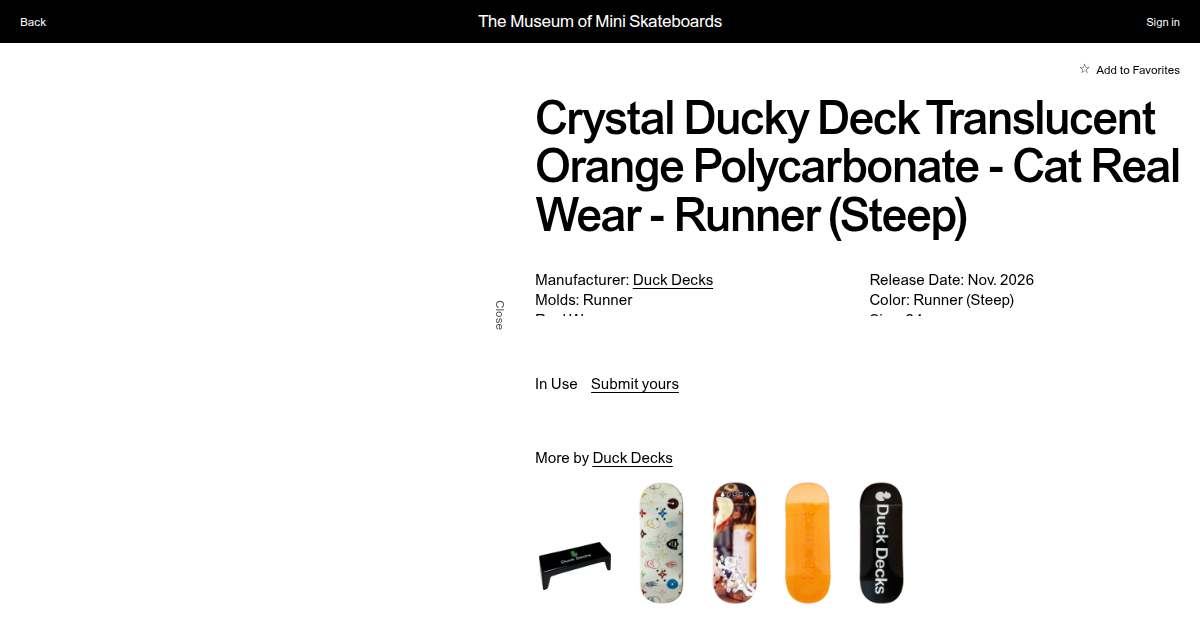 Back
The Museum of Mini Skateboards
Sign in
☆ Add to Favorites
Crystal Ducky Deck Translucent
Orange Polycarbonate - Cat Real
Wear - Runner (Steep)
Manufacturer: Duck Decks
Release Date: Nov. 2026
Molds: Runner
Color: Runner (Steep)
Close
In Use
Submit yours
More by Duck Decks
Duck Decks
Duck Decks